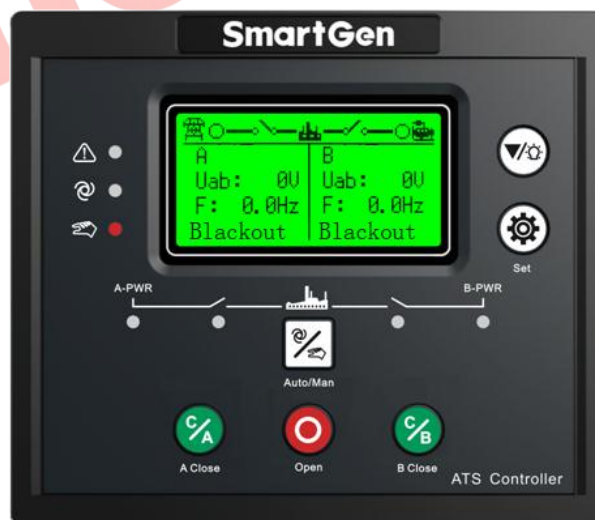 SmartGen
A B
Uab: 0V Uab: 0V
F: 0.0Hz F: 0.0Hz
Blackout Blackout
Set
A-PWR B-PWR
Auto/Man
C/A C/B
A Close Open B Close
ATS Controller